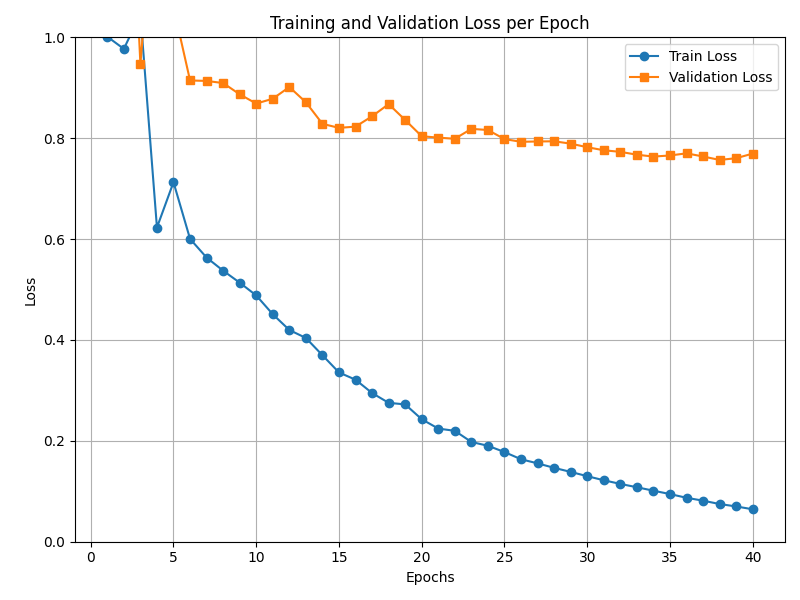 Training and Validation Loss per Epoch
Train Loss
Validation Loss
1.0
0.8
0.6
0.4
0.2
0.0
Loss
0 5 10 15 20 25 30 35 40
Epochs